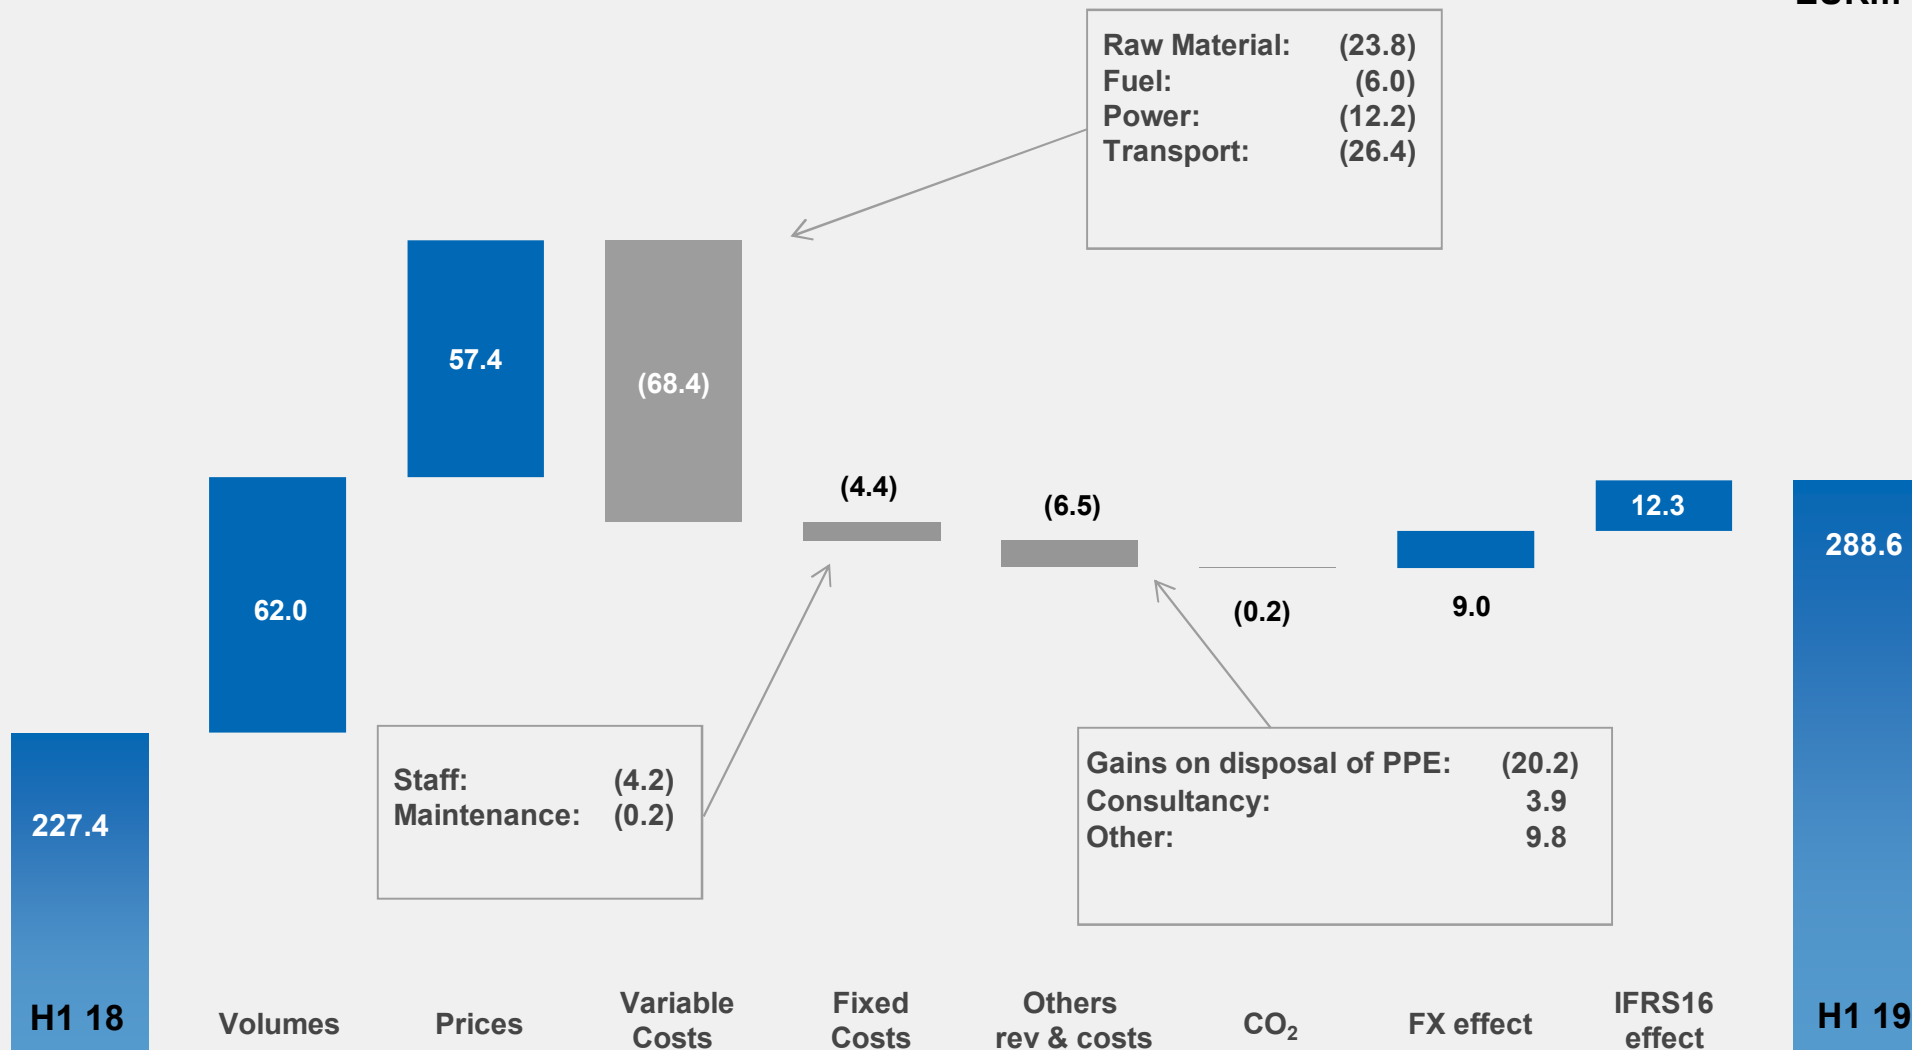 Raw Material: (23.8)
Fuel: (6.0)
Power: (12.2)
Transport: (26.4)
57.4
(68.4)
(4.4)
(6.5)
12.3
288.6
62.0
(0.2)
9.0
Staff: (4.2)
Maintenance: (0.2)
Gains on disposal of PPE: (20.2)
Consultancy: 3.9
Other: 9.8
227.4
H1 18
Volumes
Prices
Variable
Costs
Fixed
Costs
Others
rev & costs
CO₂
FX effect
IFRS16
effect
H1 19